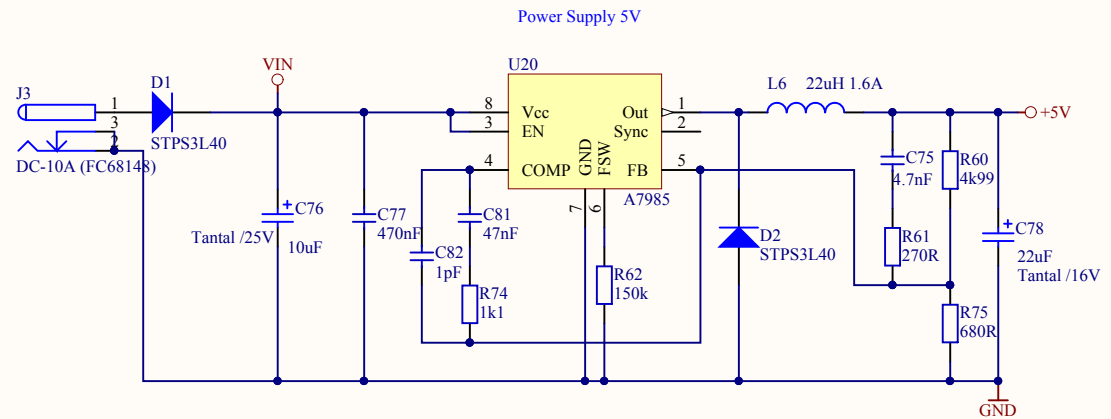 Power Supply 5V
VIN
U20
D1
J3
L6 22uH 1.6A
1
3
2
STPS3L40
DC-10A (FC68148)
8
3
4
Vcc
EN
COMP
GND
FSW
Out
Sync
FB
1
2
5
7
6
A7985
+5V
C76
Tantal /25V
10uF
C77
470nF
C81
47nF
C82
1pF
R74
1k1
R62
150k
D2
STPS3L40
C75
4.7nF
R60
4k99
R61
270R
C78
22uF
Tantal /16V
R75
680R
GND